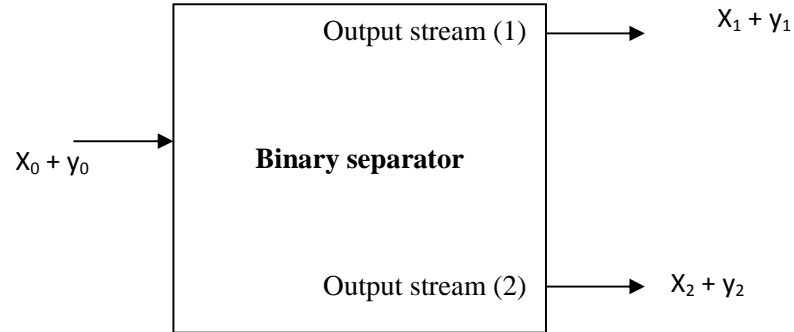 Output stream (1)
X₁ + y₁
X₀ + y₀
Binary separator
Output stream (2)
X₂ + y₂